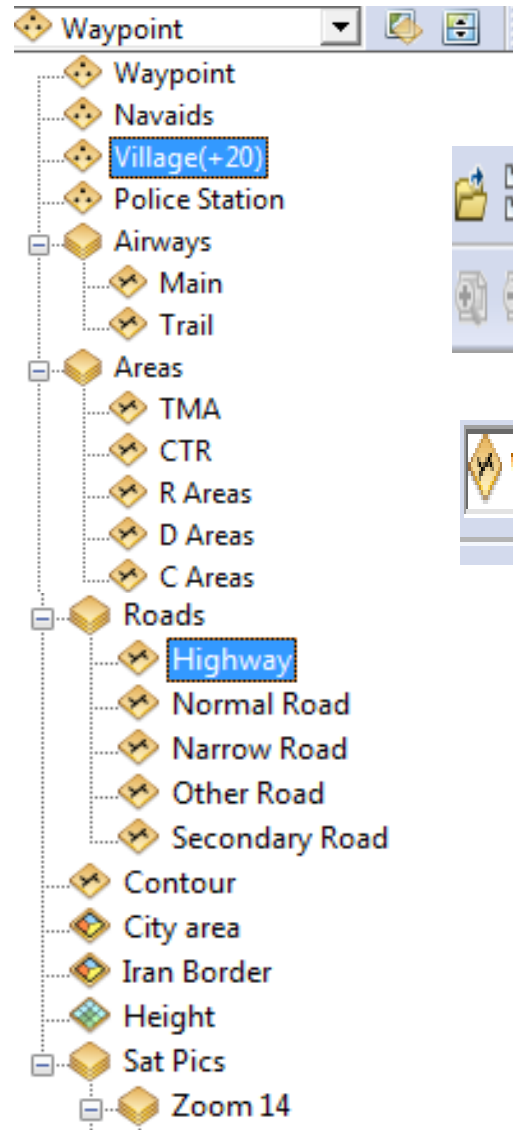 Waypoint
Waypoint
Navaids
Village(+20)
Police Station
Airways
Main
Trail
Areas
TMA
CTR
R Areas
D Areas
C Areas
Roads
Highway
Normal Road
Narrow Road
Other Road
Secondary Road
Contour
City area
Iran Border
Height
Sat Pics
Zoom 14